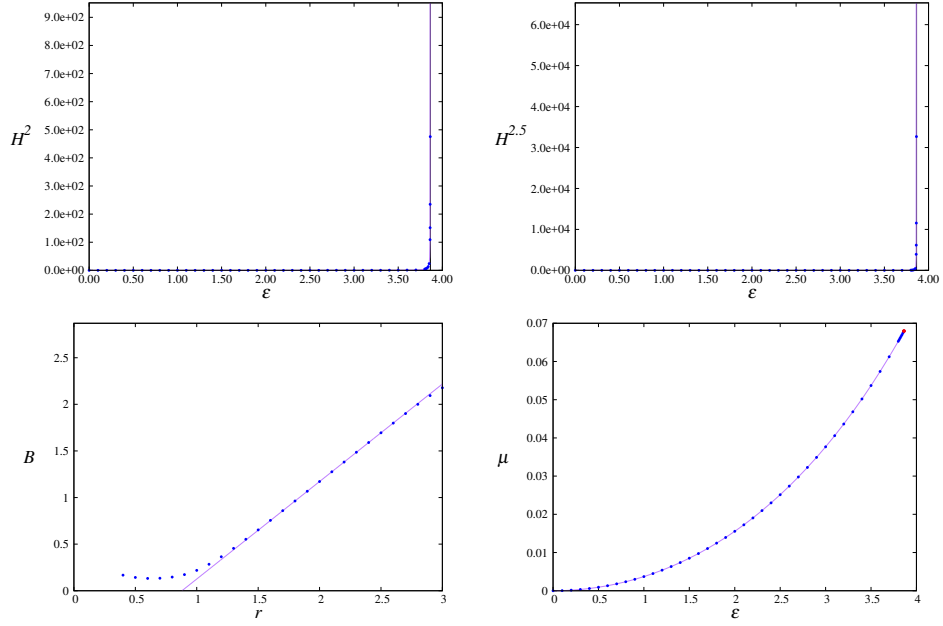 9.0e+02
8.0e+02
7.0e+02
6.0e+02
5.0e+02
4.0e+02
3.0e+02
2.0e+02
1.0e+02
0.0e+00
H^2
0.00 0.50 1.00 1.50 2.00 2.50 3.00 3.50 4.00
ε
6.0e+04
5.0e+04
4.0e+04
3.0e+04
2.0e+04
1.0e+04
0.0e+00
H^2.5
0.00 0.50 1.00 1.50 2.00 2.50 3.00 3.50 4.00
ε
2.5
2
1.5
1
0.5
0
B
0 0.5 1 1.5 2 2.5 3
r
0.07
0.06
0.05
0.04
0.03
0.02
0.01
0
μ
0 0.5 1 1.5 2 2.5 3 3.5 4
ε